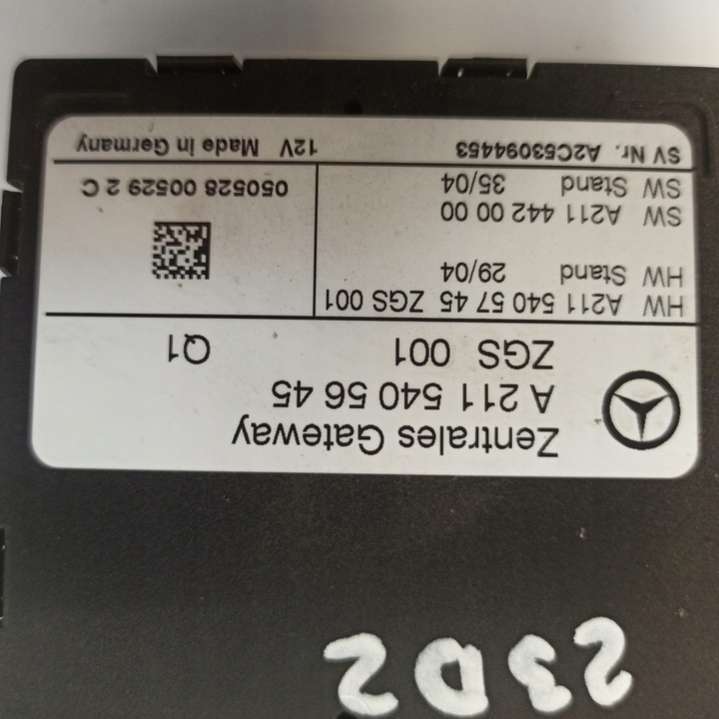 23D2
Zentrales Gateway
A 211 540 56 45
ZGS 001 Q1
HW A211 540 57 45 ZGS 001
HW Stand 29/04
SW A211 442 00 00
SW Stand 35/04
050528 00529 2 C
SV Nr. A2C53094453 12V Made In Germany